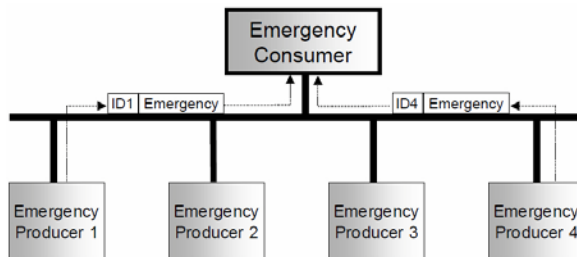 Emergency
Consumer
ID1 Emergency
ID4 Emergency
Emergency
Producer 1
Emergency
Producer 2
Emergency
Producer 3
Emergency
Producer 4